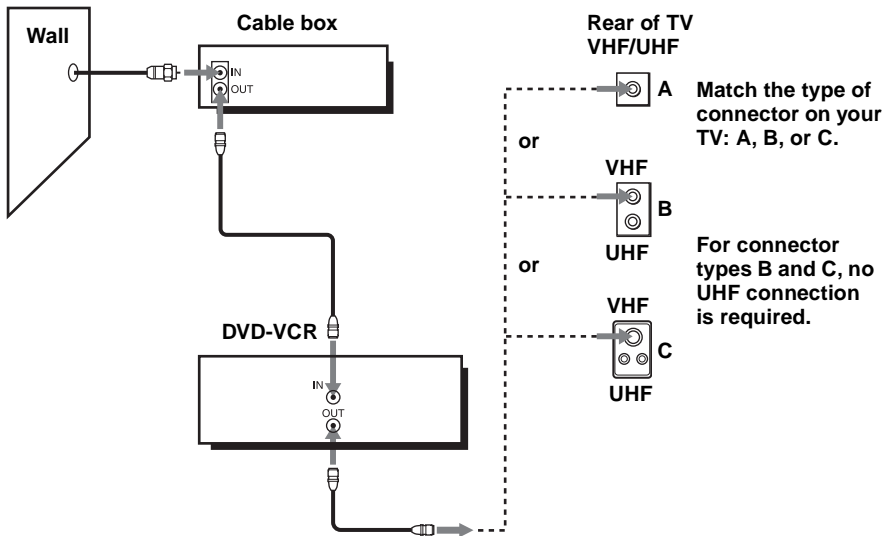 Wall
Cable box
IN
OUT
DVD-VCR
IN
OUT
Rear of TV
VHF/UHF
A
or
VHF
B
UHF
or
VHF
C
UHF
Match the type of
connector on your
TV: A, B, or C.
For connector
types B and C, no
UHF connection
is required.